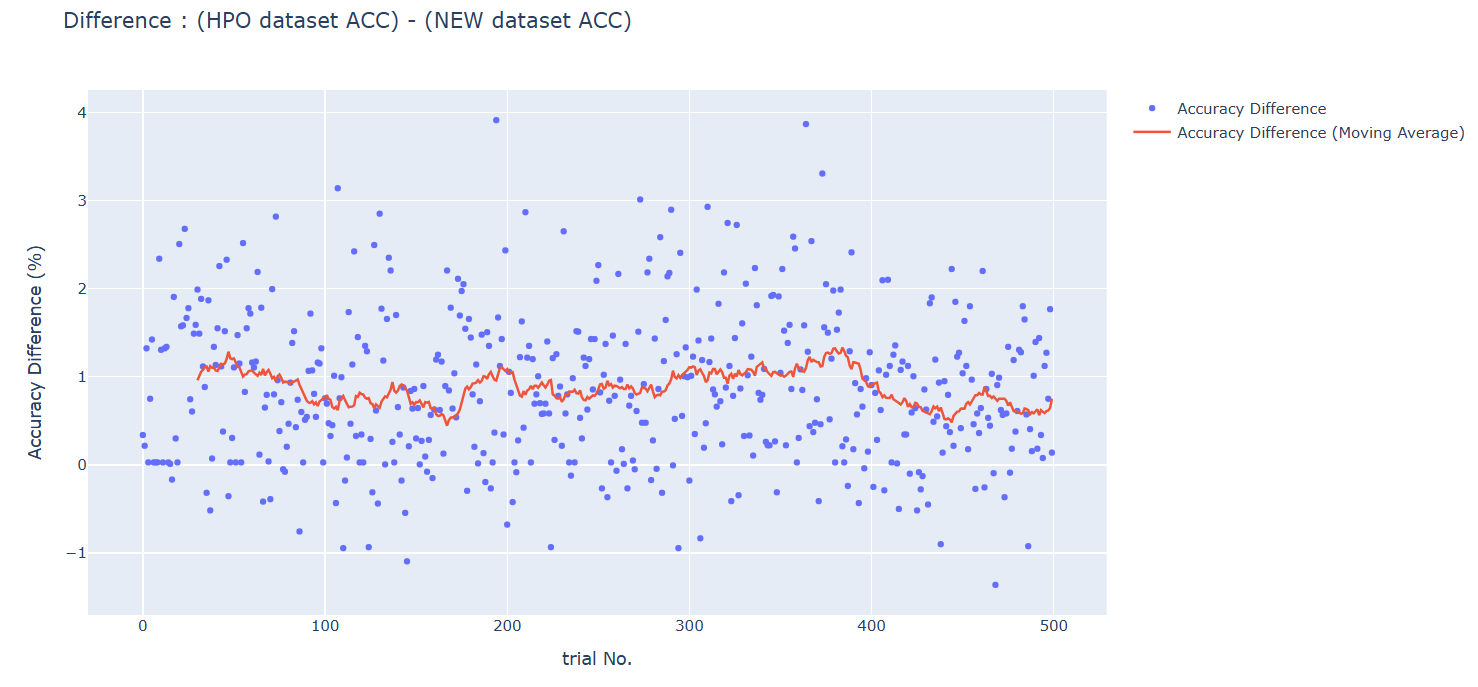 Difference : (HPO dataset ACC) - (NEW dataset ACC)
Accuracy Difference
Accuracy Difference (Moving Average)
Accuracy Difference (%)
4
3
2
1
0
−1
0 100 200 300 400 500
trial No.